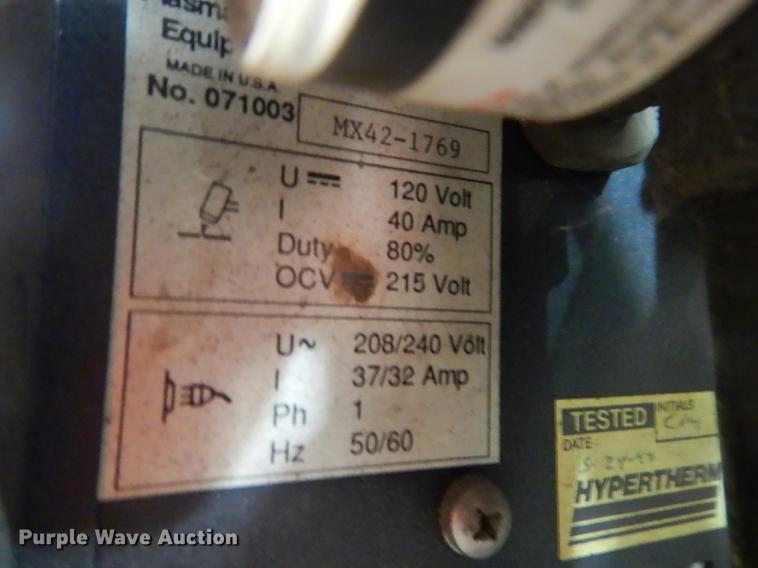 Equip
MADE IN U.S.A.
No. 071003
MX42-1769
U 120 Volt
I 40 Amp
Duty 80%
OCV 215 Volt
U~ 208/240 Volt
I 37/32 Amp
Ph 1
Hz 50/60
TESTED
INITIALS
DATE
HYPERTHERM
Purple Wave Auction